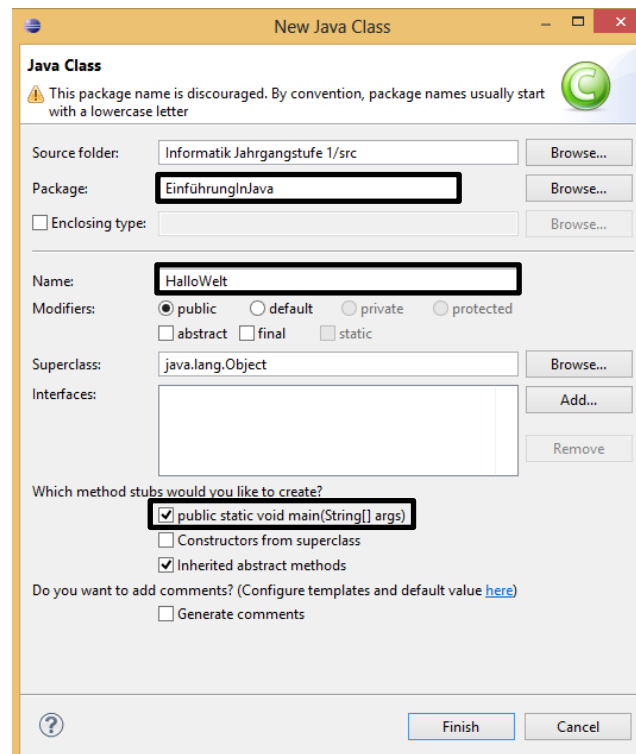 New Java Class
Java Class
This package name is discouraged. By convention, package names usually start
with a lowercase letter
Source folder: Informatik Jahrgangstufe 1/src Browse...
Package: EinführungInJava Browse...
Enclosing type: Browse...
Name: HalloWelt
Modifiers: public default private protected
abstract final static
Superclass: java.lang.Object Browse...
Interfaces: Add...
Remove
Which method stubs would you like to create?
public static void main(String[] args)
Constructors from superclass
Inherited abstract methods
Do you want to add comments? (Configure templates and default value here)
Generate comments
? Finish Cancel